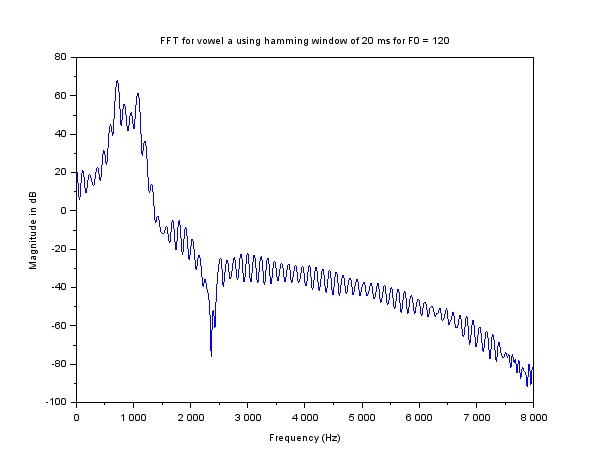 FFT for vowel a using hamming window of 20 ms for F0 = 120
80
60
40
20
0
-20
-40
-60
-80
-100
Magnitude in dB
0 1 000 2 000 3 000 4 000 5 000 6 000 7 000 8 000
Frequency (Hz)